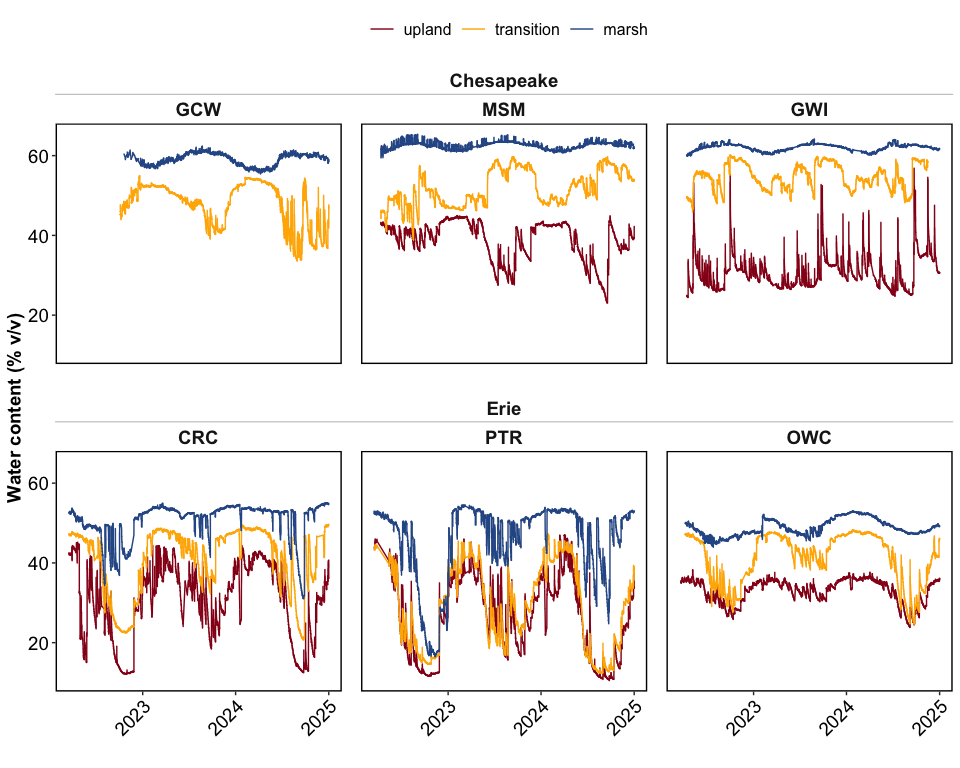 upland transition marsh
Chesapeake
GCW MSM GWI
60
40
20
Water content (% v/v)
Erie
CRC PTR OWC
60
40
20
2023 2024 2025 2023 2024 2025 2023 2024 2025